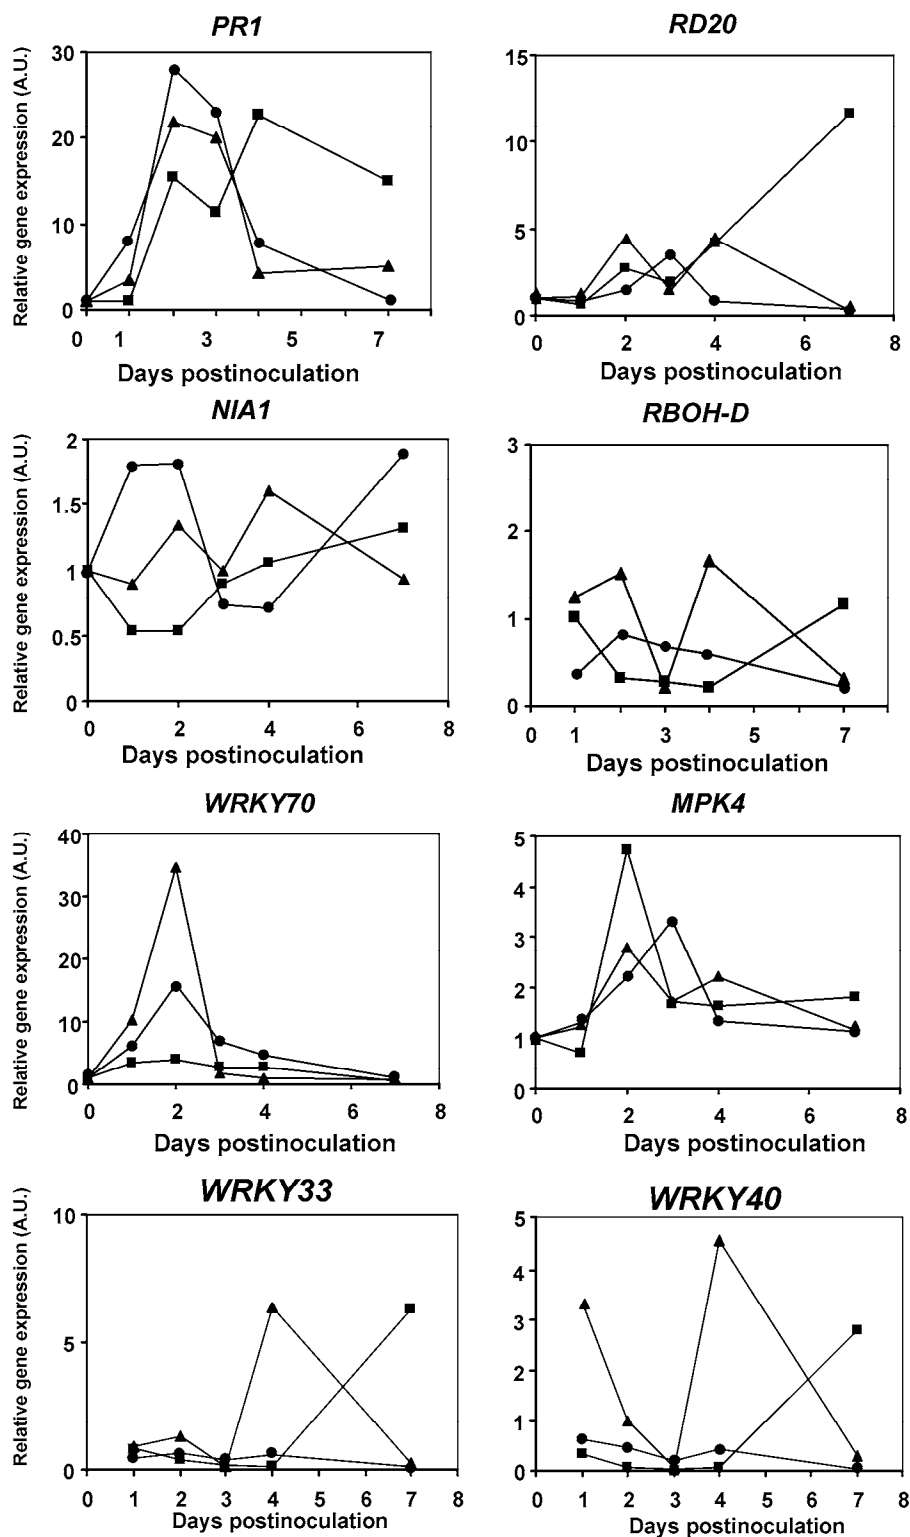 PR1
Relative gene expression (A.U.)
30
20
10
0
0 1 3 5 7
Days postinoculation
RD20
15
10
5
0
0 2 4 6 8
Days postinoculation
NIA1
Relative gene expression (A.U.)
2
1.5
1
0.5
0
0 2 4 6 8
Days postinoculation
RBOH-D
3
2
1
0
0 1 3 5 7
Days postinoculation
WRKY70
Relative gene expression (A.U.)
40
30
20
10
0
0 2 4 6 8
Days postinoculation
MPK4
5
4
3
2
1
0
0 2 4 6 8
Days postinoculation
WRKY33
Relative gene expression (A.U.)
10
5
0
0 1 2 3 4 5 6 7 8
Days postinoculation
WRKY40
5
4
3
2
1
0
0 1 2 3 4 5 6 7 8
Days postinoculation